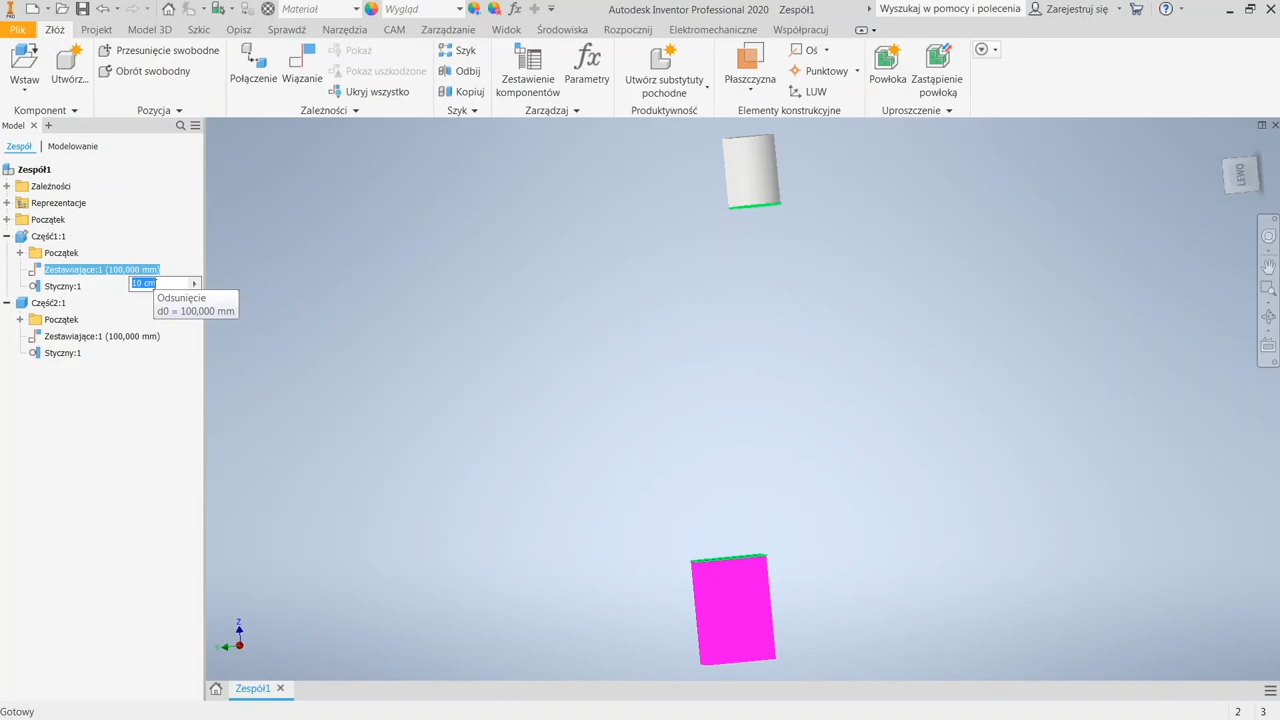 PRO
Materiał
Wygląd
Autodesk Inventor Professional 2020 Zespół1
Wyszukaj w pomocy i polecenia
Zarejestruj się
Plik
Złóż
Projekt
Model 3D
Szkic
Opisz
Sprawdź
Narzędzia
CAM
Zarządzanie
Widok
Środowiska
Rozpocznij
Elektromechaniczne
Współpracuj
Wstaw
Utwórz...
Przesunięcie swobodne
Obrót swobodny
Połączenie
Wiązanie
Pokaż
Pokaż uszkodzone
Ukryj wszystko
Szyk
Odbij
Kopiuj
Zestawienie
komponentów
Parametry
Utwórz substytuty
pochodne
Płaszczyzna
Oś
Punktowy
LUW
Powłoka
Zastąpienie
powłoką
Komponent
Pozycja
Zależności
Szyk
Zarządzaj
Produktywność
Elementy konstrukcyjne
Uproszczenie
Model
Zespół
Modelowanie
Zespół1
Zależności
Reprezentacje
Początek
Część1:1
Początek
Zestawiające:1 (100,000 mm)
Styczny:1
10 cm
Odsunięcie
d0 = 100,000 mm
Część2:1
Początek
Zestawiające:1 (100,000 mm)
Styczny:1
LEWO
Z
Y
Zespół1
Gotowy
2
3